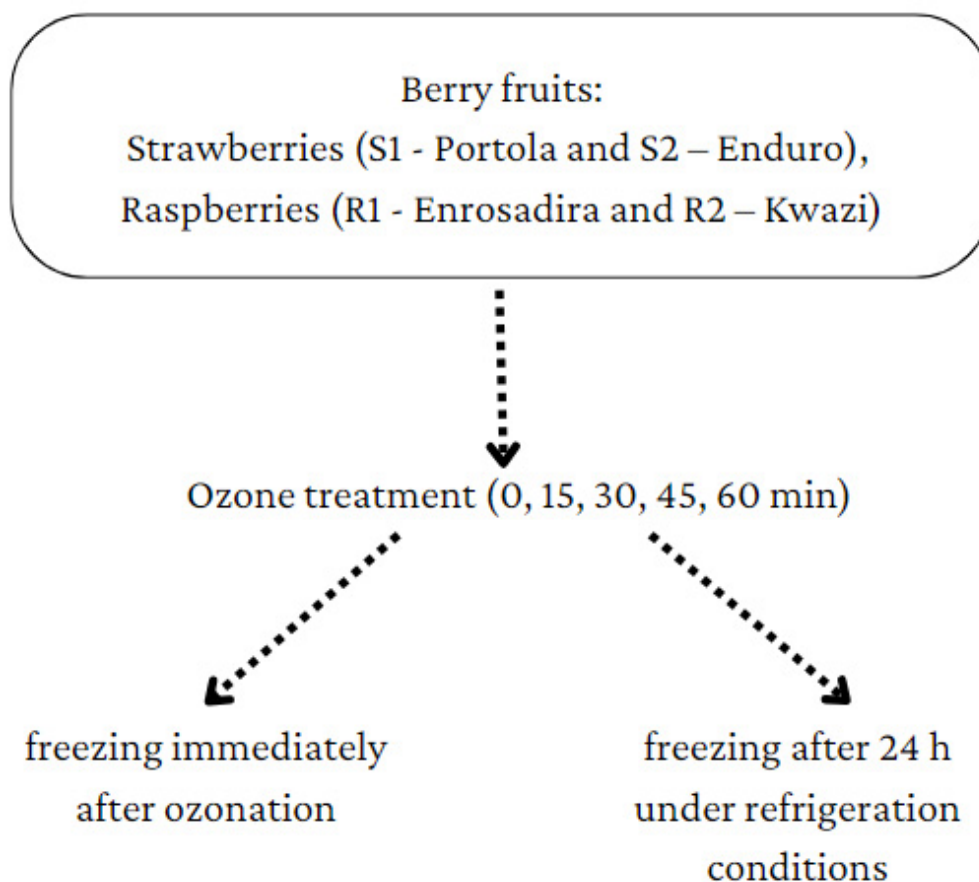 Berry fruits:
Strawberries (S1 - Portola and S2 – Enduro),
Raspberries (R1 - Enrosadira and R2 – Kwazi)
Ozone treatment (0, 15, 30, 45, 60 min)
freezing immediately
after ozonation
freezing after 24 h
under refrigeration
conditions